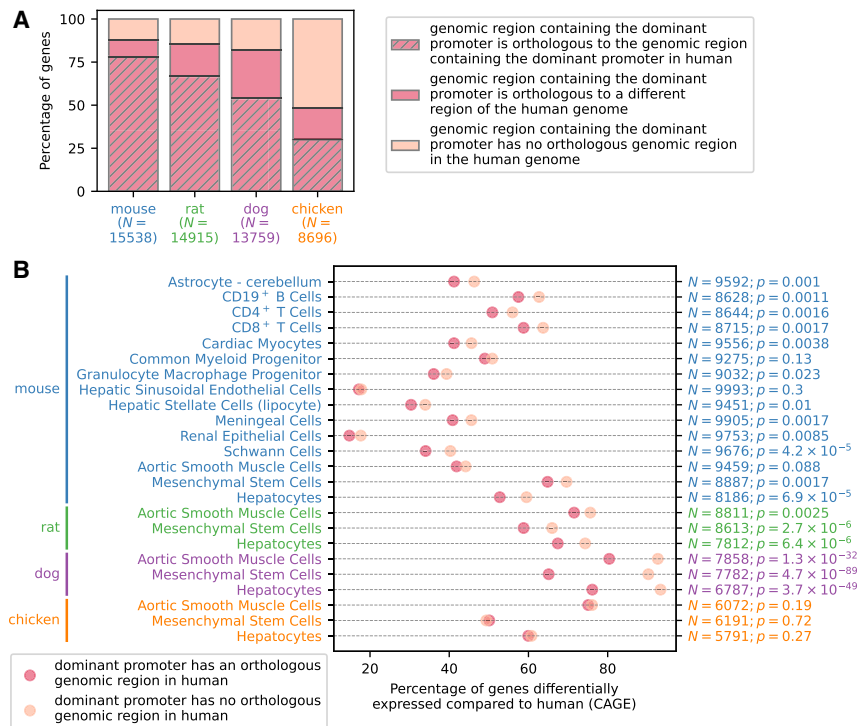 A
Percentage of genes
100
75
50
25
0
mouse
(N =
15538)
rat
(N =
14915)
dog
(N =
13759)
chicken
(N =
8696)
genomic region containing the dominant
promoter is orthologous to the genomic region
containing the dominant promoter in human
genomic region containing the dominant
promoter is orthologous to a different
region of the human genome
genomic region containing the dominant
promoter has no orthologous genomic region
in the human genome
B
mouse
Astrocyte - cerebellum N = 9592; p = 0.001
CD19⁺ B Cells N = 8628; p = 0.0011
CD4⁺ T Cells N = 8644; p = 0.0016
CD8⁺ T Cells N = 8715; p = 0.0017
Cardiac Myocytes N = 9556; p = 0.0038
Common Myeloid Progenitor N = 9275; p = 0.13
Granulocyte Macrophage Progenitor N = 9032; p = 0.023
Hepatic Sinusoidal Endothelial Cells N = 9993; p = 0.3
Hepatic Stellate Cells (lipocyte) N = 9451; p = 0.01
Meningeal Cells N = 9905; p = 0.0017
Renal Epithelial Cells N = 9753; p = 0.0085
Schwann Cells N = 9676; p = 4.2 × 10⁻⁵
Aortic Smooth Muscle Cells N = 9459; p = 0.088
Mesenchymal Stem Cells N = 8887; p = 0.0017
Hepatocytes N = 8186; p = 6.9 × 10⁻⁵
rat
Aortic Smooth Muscle Cells N = 8811; p = 0.0025
Mesenchymal Stem Cells N = 8613; p = 2.7 × 10⁻⁶
Hepatocytes N = 7812; p = 6.4 × 10⁻⁶
dog
Aortic Smooth Muscle Cells N = 7858; p = 1.3 × 10⁻³²
Mesenchymal Stem Cells N = 7782; p = 4.7 × 10⁻⁸⁹
Hepatocytes N = 6787; p = 3.7 × 10⁻⁴⁹
chicken
Aortic Smooth Muscle Cells N = 6072; p = 0.19
Mesenchymal Stem Cells N = 6191; p = 0.72
Hepatocytes N = 5791; p = 0.27
20 40 60 80
Percentage of genes differentially
expressed compared to human (CAGE)
dominant promoter has an orthologous
genomic region in human
dominant promoter has no orthologous
genomic region in human